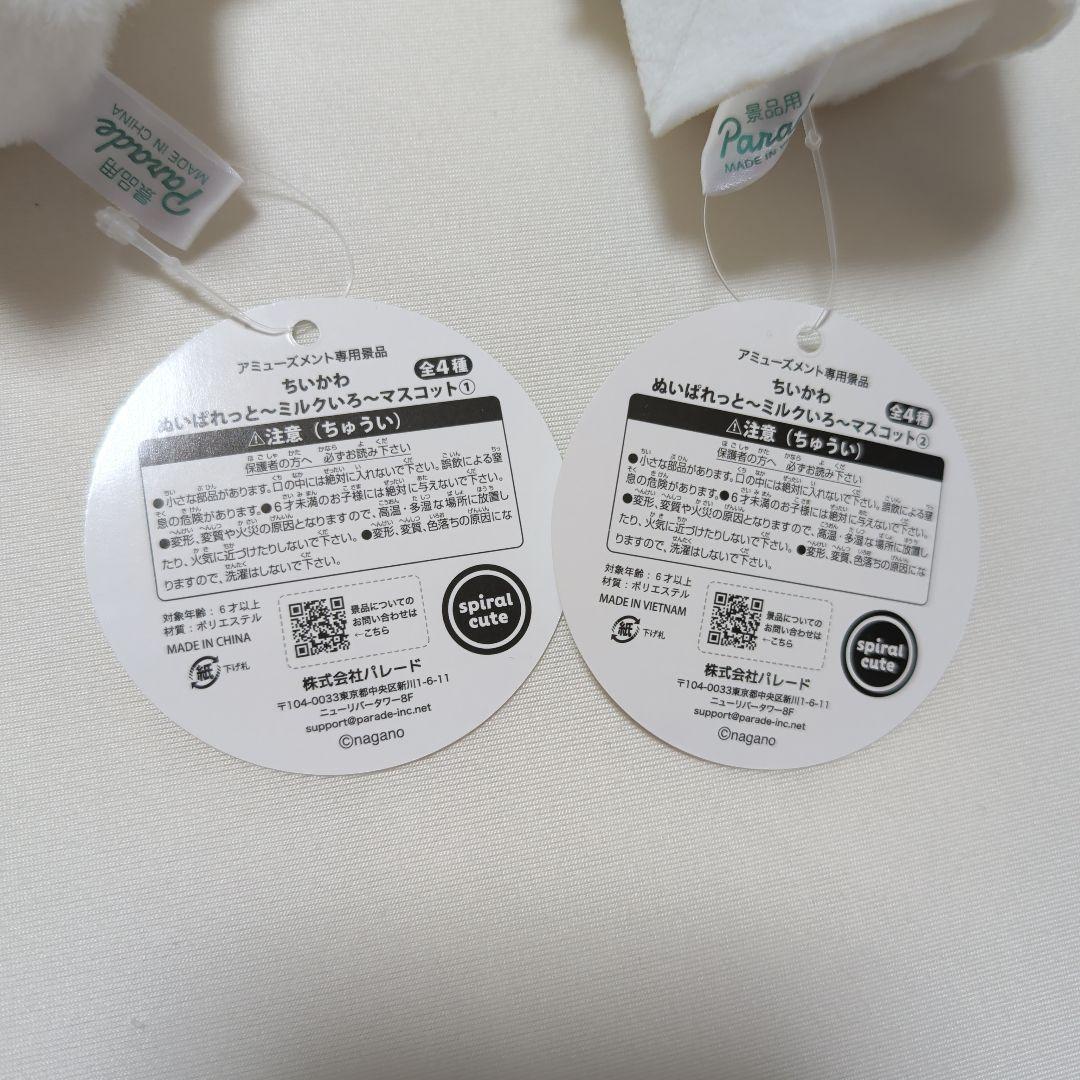 景品用
Parade
MADE IN CHINA
景品用
Para
MADE IN
アミューズメント専用景品
ちいかわ
全4種
ぬいぱれっと～ミルクいろ～マスコット①
⚠注意（ちゅうい）
保護者の方へ 必ずお読み下さい
●小さな部品があります。口の中には絶対に入れないで下さい。誤飲による窒
息の危険があります。●6才未満のお子様には絶対に与えないで下さい。
●変形、変質や火災の原因となりますので、高温・多湿な場所に放置し
たり、火気に近づけたりしないで下さい。●変形、変質、色落ちの原因にな
りますので、洗濯はしないで下さい。
対象年齢：6才以上
材質：ポリエステル
MADE IN CHINA
紙 下げ札
景品についての
お問い合わせは
←こちら
spiral
cute
株式会社パレード
〒104-0033東京都中央区新川1-6-11
ニューリバータワー8F
support@parade-inc.net
©nagano
アミューズメント専用景品
ちいかわ
全4種
ぬいぱれっと～ミルクいろ～マスコット②
⚠注意（ちゅうい）
保護者の方へ 必ずお読み下さい
●小さな部品があります。口の中には絶対に入れないで下さい。誤飲による窒
息の危険があります。●6才未満のお子様には絶対に与えないで下さい。
●変形、変質や火災の原因となりますので、高温・多湿な場所に放置し
たり、火気に近づけたりしないで下さい。●変形、変質、色落ちの原因にな
りますので、洗濯はしないで下さい。
対象年齢：6才以上
材質：ポリエステル
MADE IN VIETNAM
紙 下げ札
景品についての
お問い合わせは
←こちら
spiral
cute
株式会社パレード
〒104-0033東京都中央区新川1-6-11
ニューリバータワー8F
support@parade-inc.net
©nagano